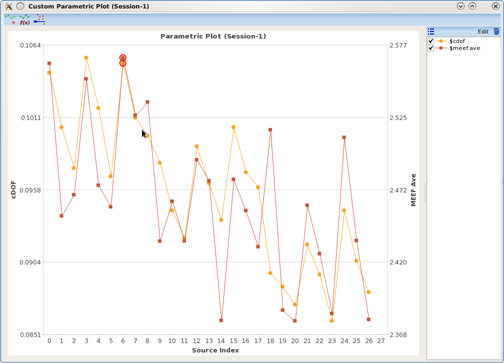 Custom Parametric Plot (Session-1)
f(x)
Parametric Plot (Session-1)
Edit
$cdof
$meef.ave
0.1064
0.1011
0.0958
0.0904
0.0851
cDOF
2.577
2.525
2.472
2.420
2.368
MEEF Ave
0 1 2 3 4 5 6 7 8 9 10 11 12 13 14 15 16 17 18 19 20 21 22 23 24 25 26 27
Source Index